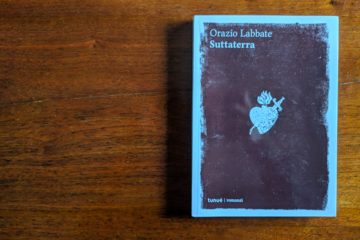 Orazio Labbate
Suttaterra
tunué | romanzi